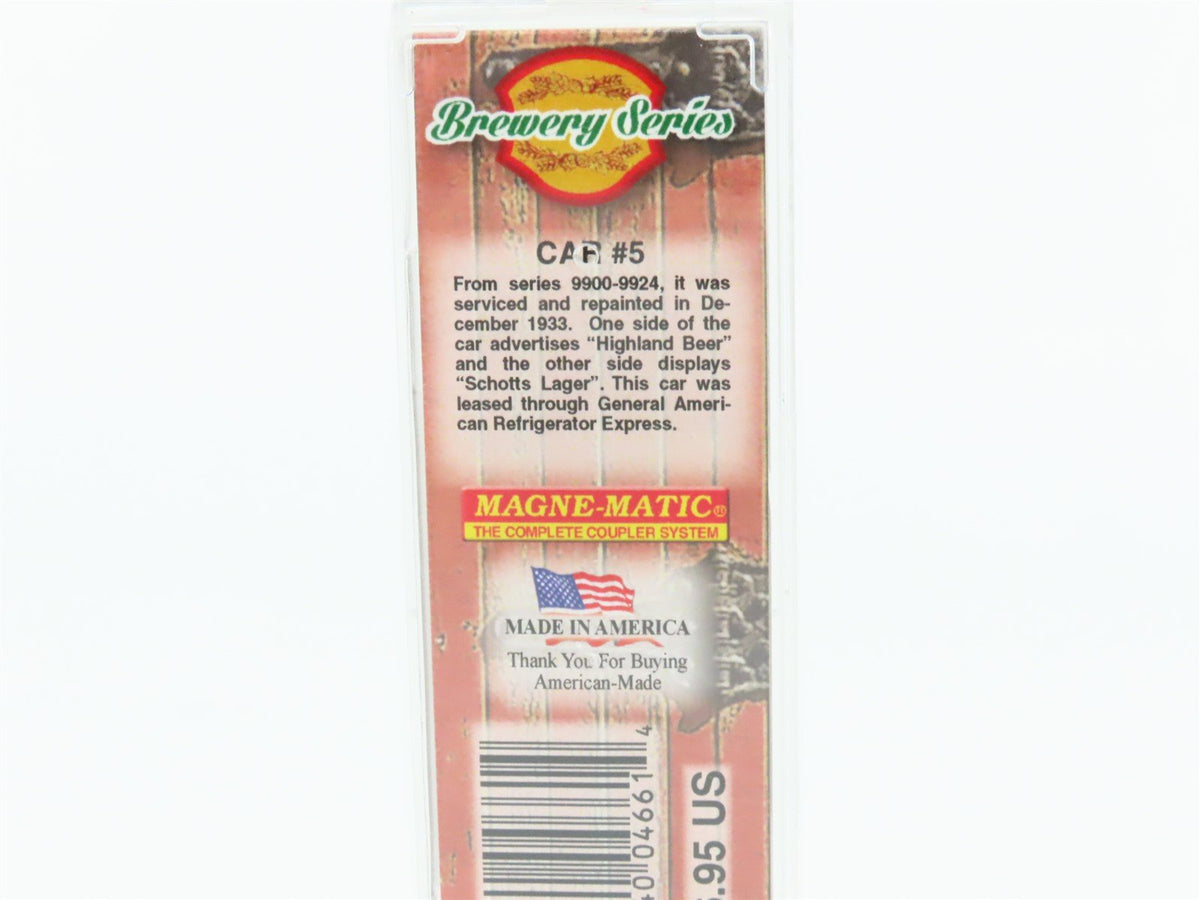 Brewery Series
CAR #5
From series 9900-9924, it was
serviced and repainted in De-
cember 1933. One side of the
car advertises “Highland Beer”
and the other side displays
“Schotts Lager”. This car was
leased through General Ameri-
can Refrigerator Express.
MAGNE-MATIC®
THE COMPLETE COUPLER SYSTEM
MADE IN AMERICA
Thank You For Buying
American-Made
0 04661 4
.95 US